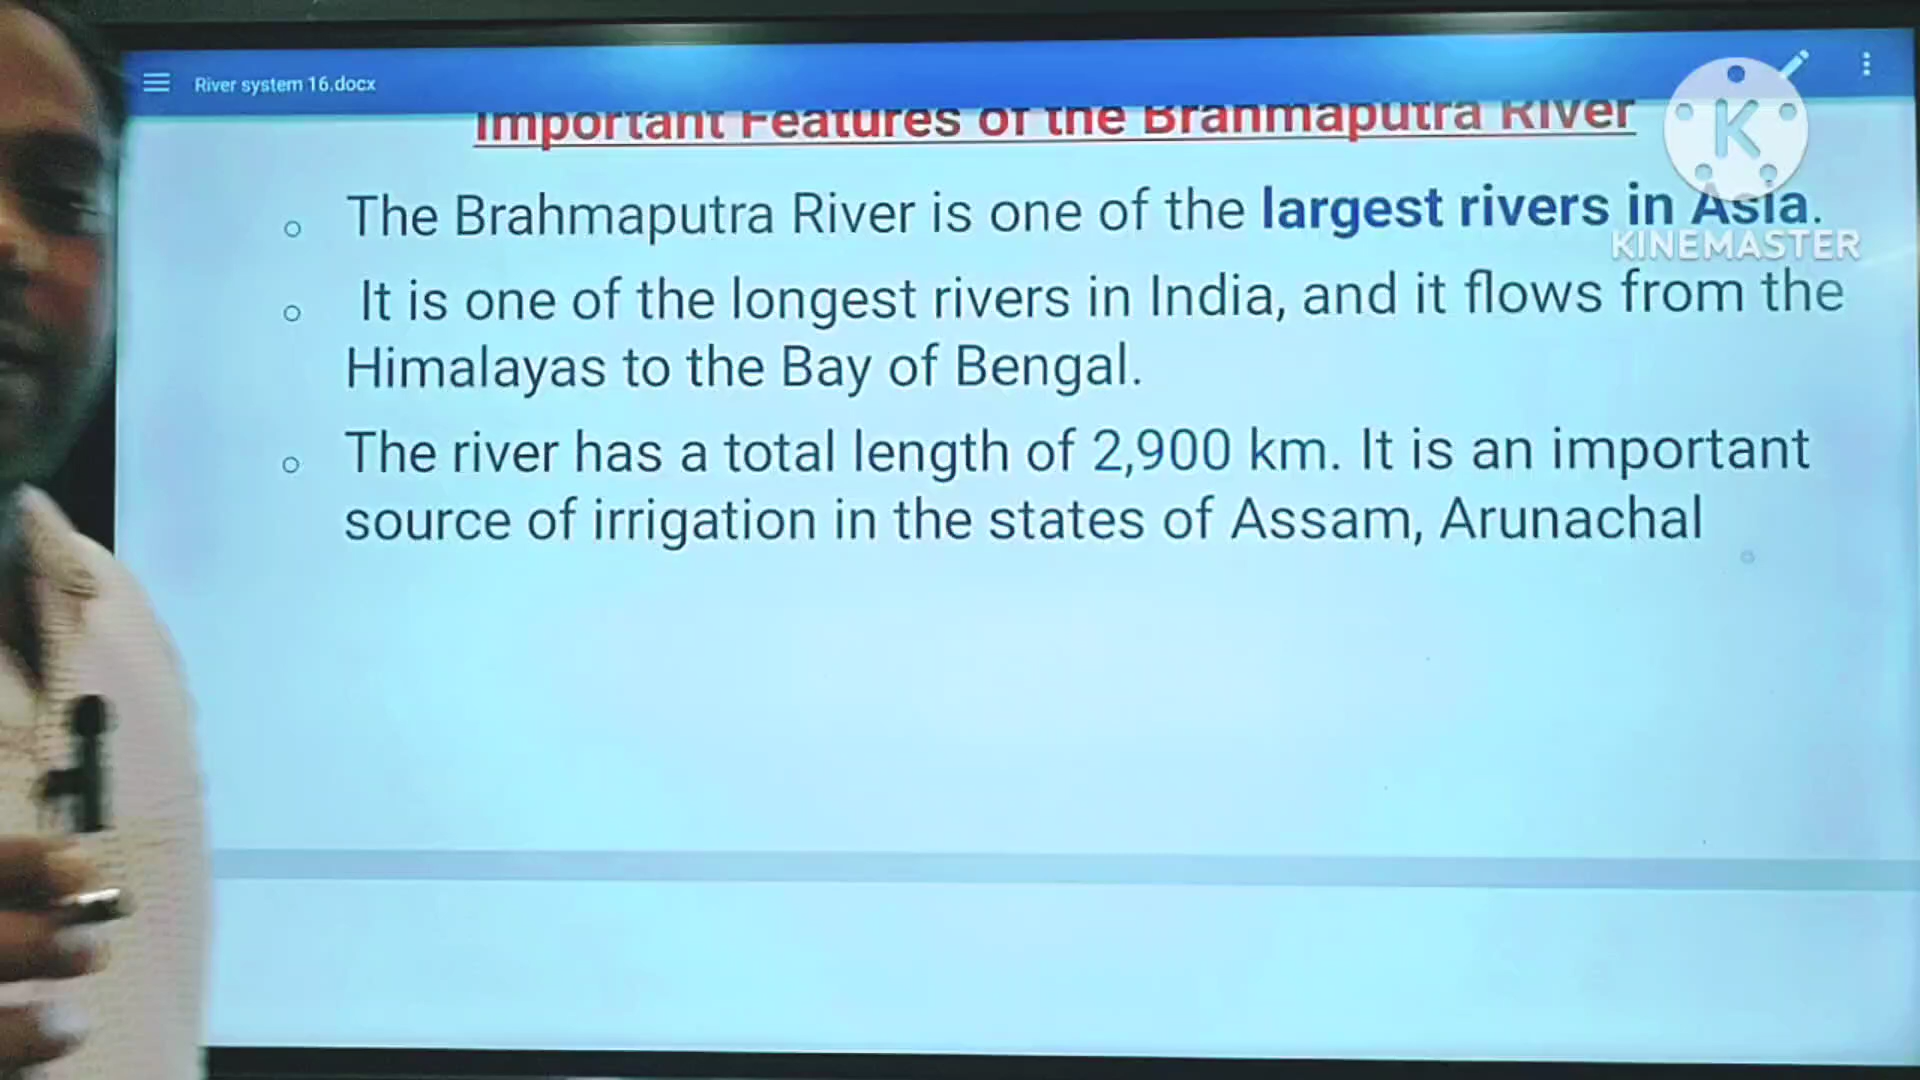 River system 16.docx
Important Features of the Brahmaputra River
The Brahmaputra River is one of the largest rivers in Asia.
KINEMASTER
It is one of the longest rivers in India, and it flows from the
Himalayas to the Bay of Bengal.
The river has a total length of 2,900 km. It is an important
source of irrigation in the states of Assam, Arunachal